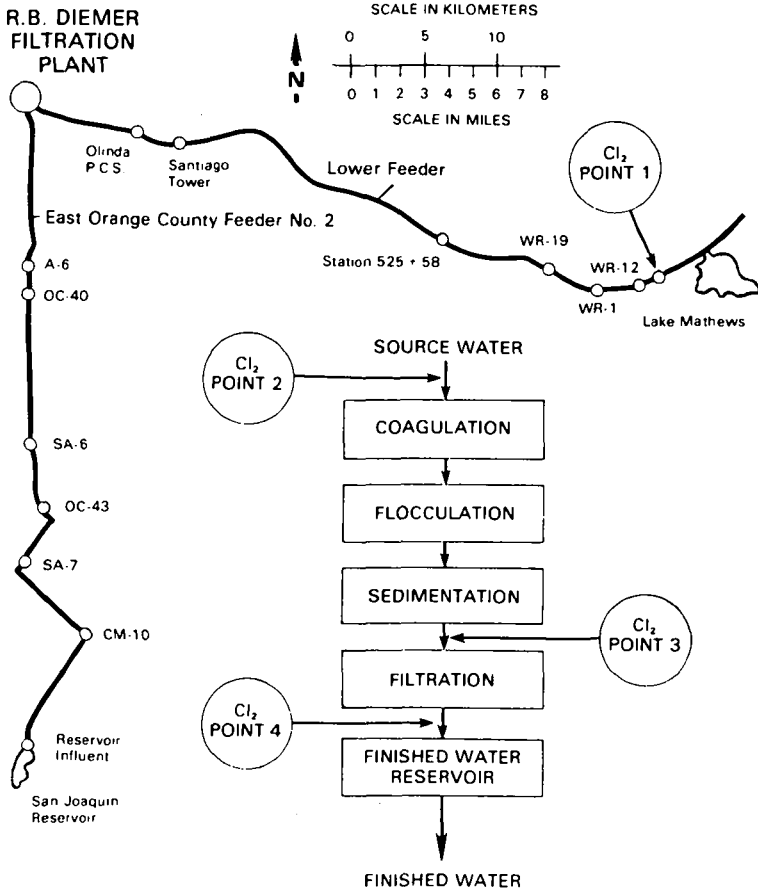 R.B. DIEMER
FILTRATION
PLANT
SCALE IN KILOMETERS
0 5 10
N
0 1 2 3 4 5 6 7 8
SCALE IN MILES
Cl₂
POINT 1
Olinda
P.C.S.
Santiago
Tower
Lower Feeder
East Orange County Feeder No. 2
Station 525 + 58
WR-19
WR-12
WR-1
Lake Mathews
A-6
OC-40
SA-6
OC-43
SA-7
CM-10
Reservoir
Influent
San Joaquin
Reservoir
SOURCE WATER
Cl₂
POINT 2
COAGULATION
FLOCCULATION
SEDIMENTATION
Cl₂
POINT 3
FILTRATION
Cl₂
POINT 4
FINISHED WATER
RESERVOIR
FINISHED WATER